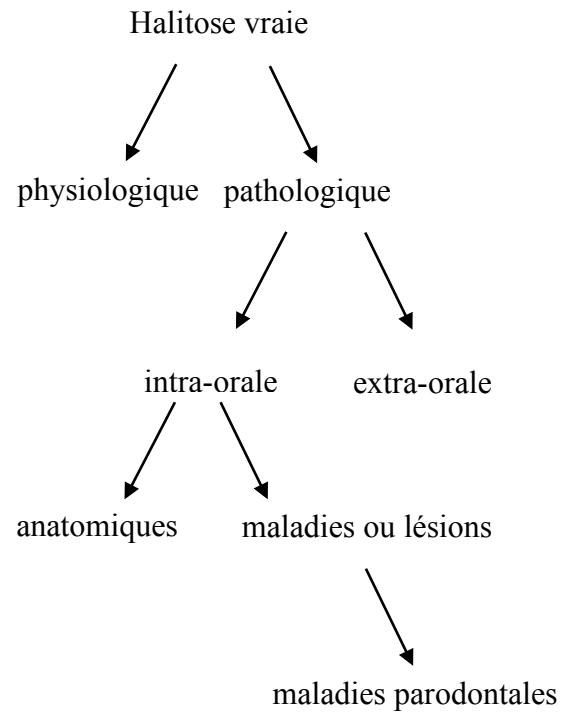 Halitose vraie
physiologique pathologique
intra-orale extra-orale
anatomiques maladies ou lésions
maladies parodontales